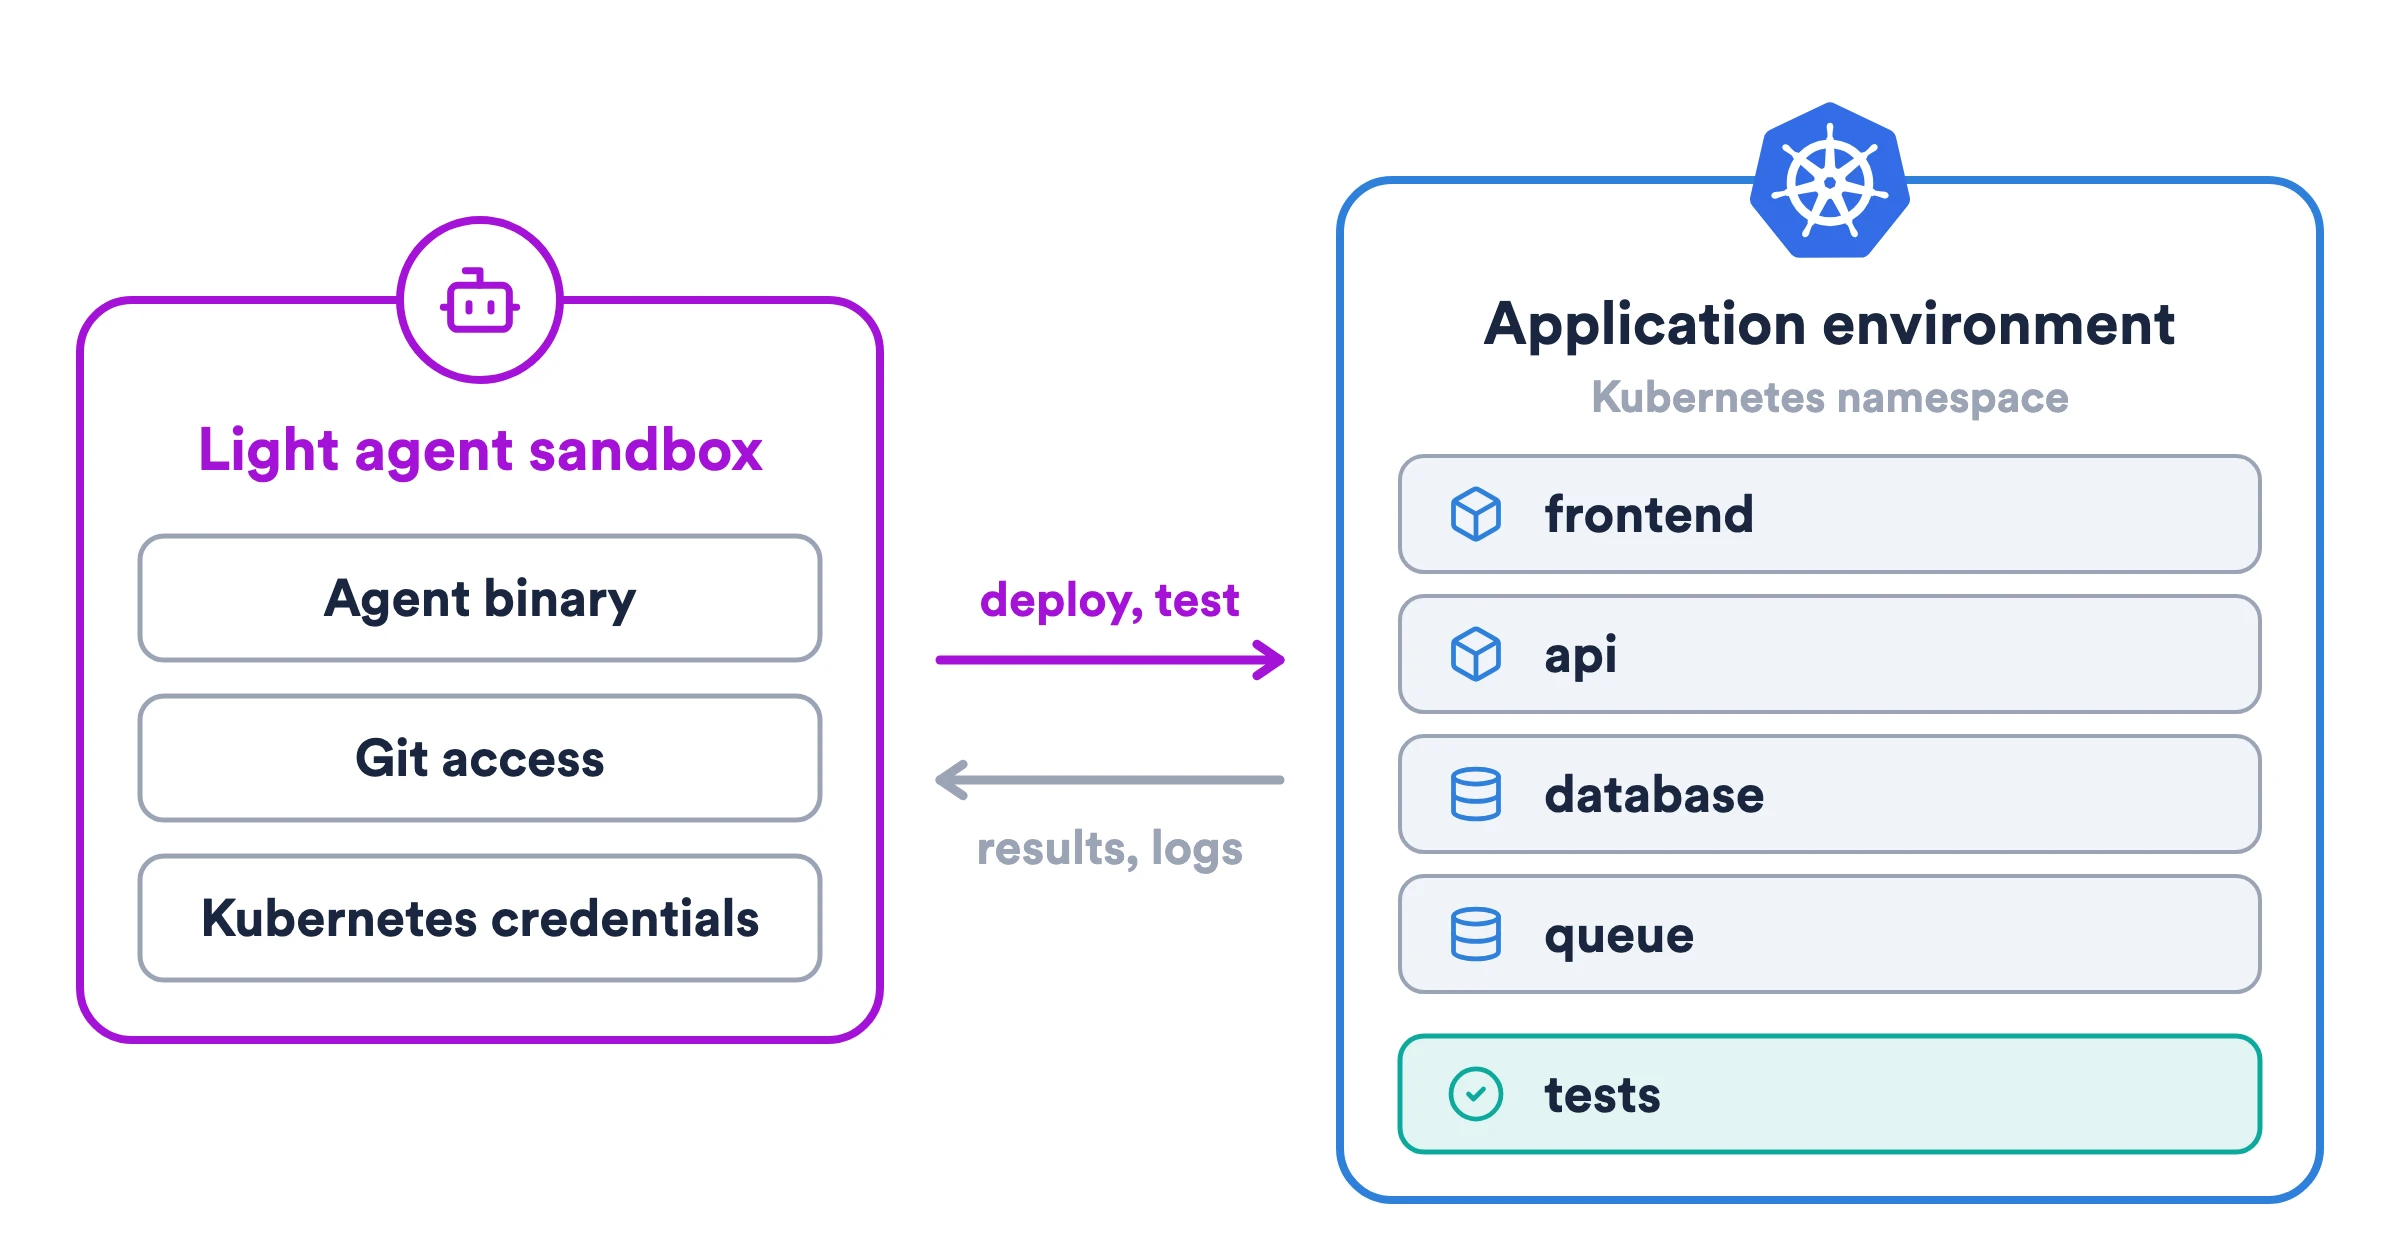 Light agent sandbox
Agent binary
Git access
Kubernetes credentials
deploy, test
results, logs
Application environment
Kubernetes namespace
frontend
api
database
queue
tests